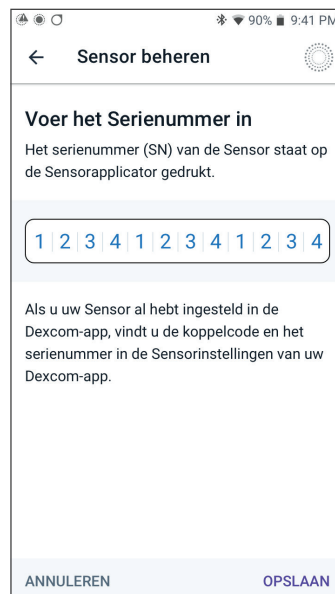 90% 9:41 PM
Sensor beheren
Voer het Serienummer in
Het serienummer (SN) van de Sensor staat op
de Sensorapplicator gedrukt.
1 2 3 4 1 2 3 4 1 2 3 4
Als u uw Sensor al hebt ingesteld in de
Dexcom-app, vindt u de koppelcode en het
serienummer in de Sensorinstellingen van uw
Dexcom-app.
ANNULEREN OPSLAAN